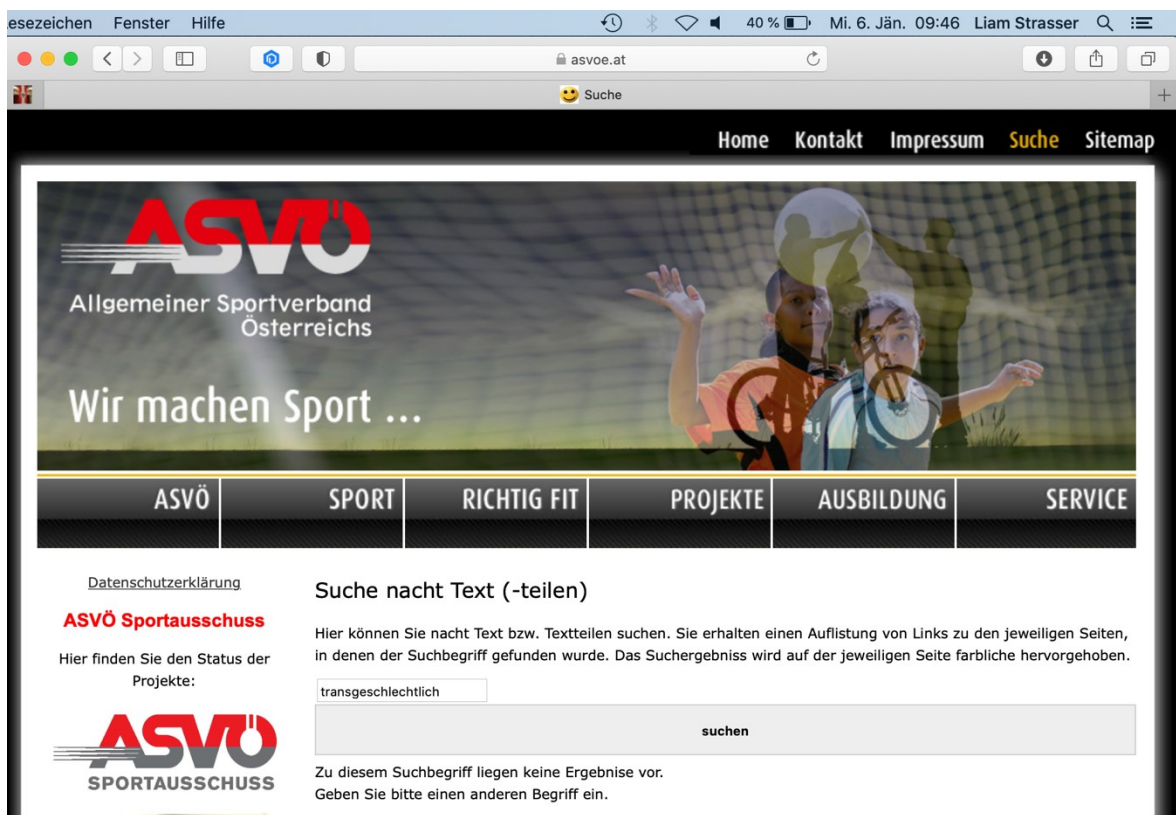 esezeichen Fenster Hilfe 40 % Mi. 6. Jän. 09:46 Liam Strasser
asvoe.at
Suche
Home Kontakt Impressum Suche Sitemap
ASVÖ
Allgemeiner Sportverband
Österreichs
Wir machen Sport ...
ASVÖ SPORT RICHTIG FIT PROJEKTE AUSBILDUNG SERVICE
Datenschutzerklärung
ASVÖ Sportausschuss
Hier finden Sie den Status der
Projekte:
ASVÖ
SPORTAUSSCHUSS
Suche nacht Text (-teilen)
Hier können Sie nacht Text bzw. Textteilen suchen. Sie erhalten einen Auflistung von Links zu den jeweiligen Seiten,
in denen der Suchbegriff gefunden wurde. Das Suchergebniss wird auf der jeweiligen Seite farbliche hervorgehoben.
transgeschlechtlich
suchen
Zu diesem Suchbegriff liegen keine Ergebnise vor.
Geben Sie bitte einen anderen Begriff ein.